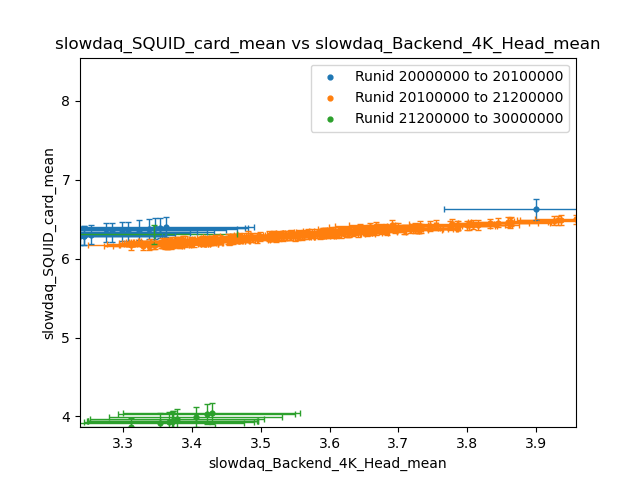 slowdaq_SQUID_card_mean vs slowdaq_Backend_4K_Head_mean
Runid 20000000 to 20100000
Runid 20100000 to 21200000
Runid 21200000 to 30000000
8
7
6
5
4
slowdaq_SQUID_card_mean
3.3 3.4 3.5 3.6 3.7 3.8 3.9
slowdaq_Backend_4K_Head_mean